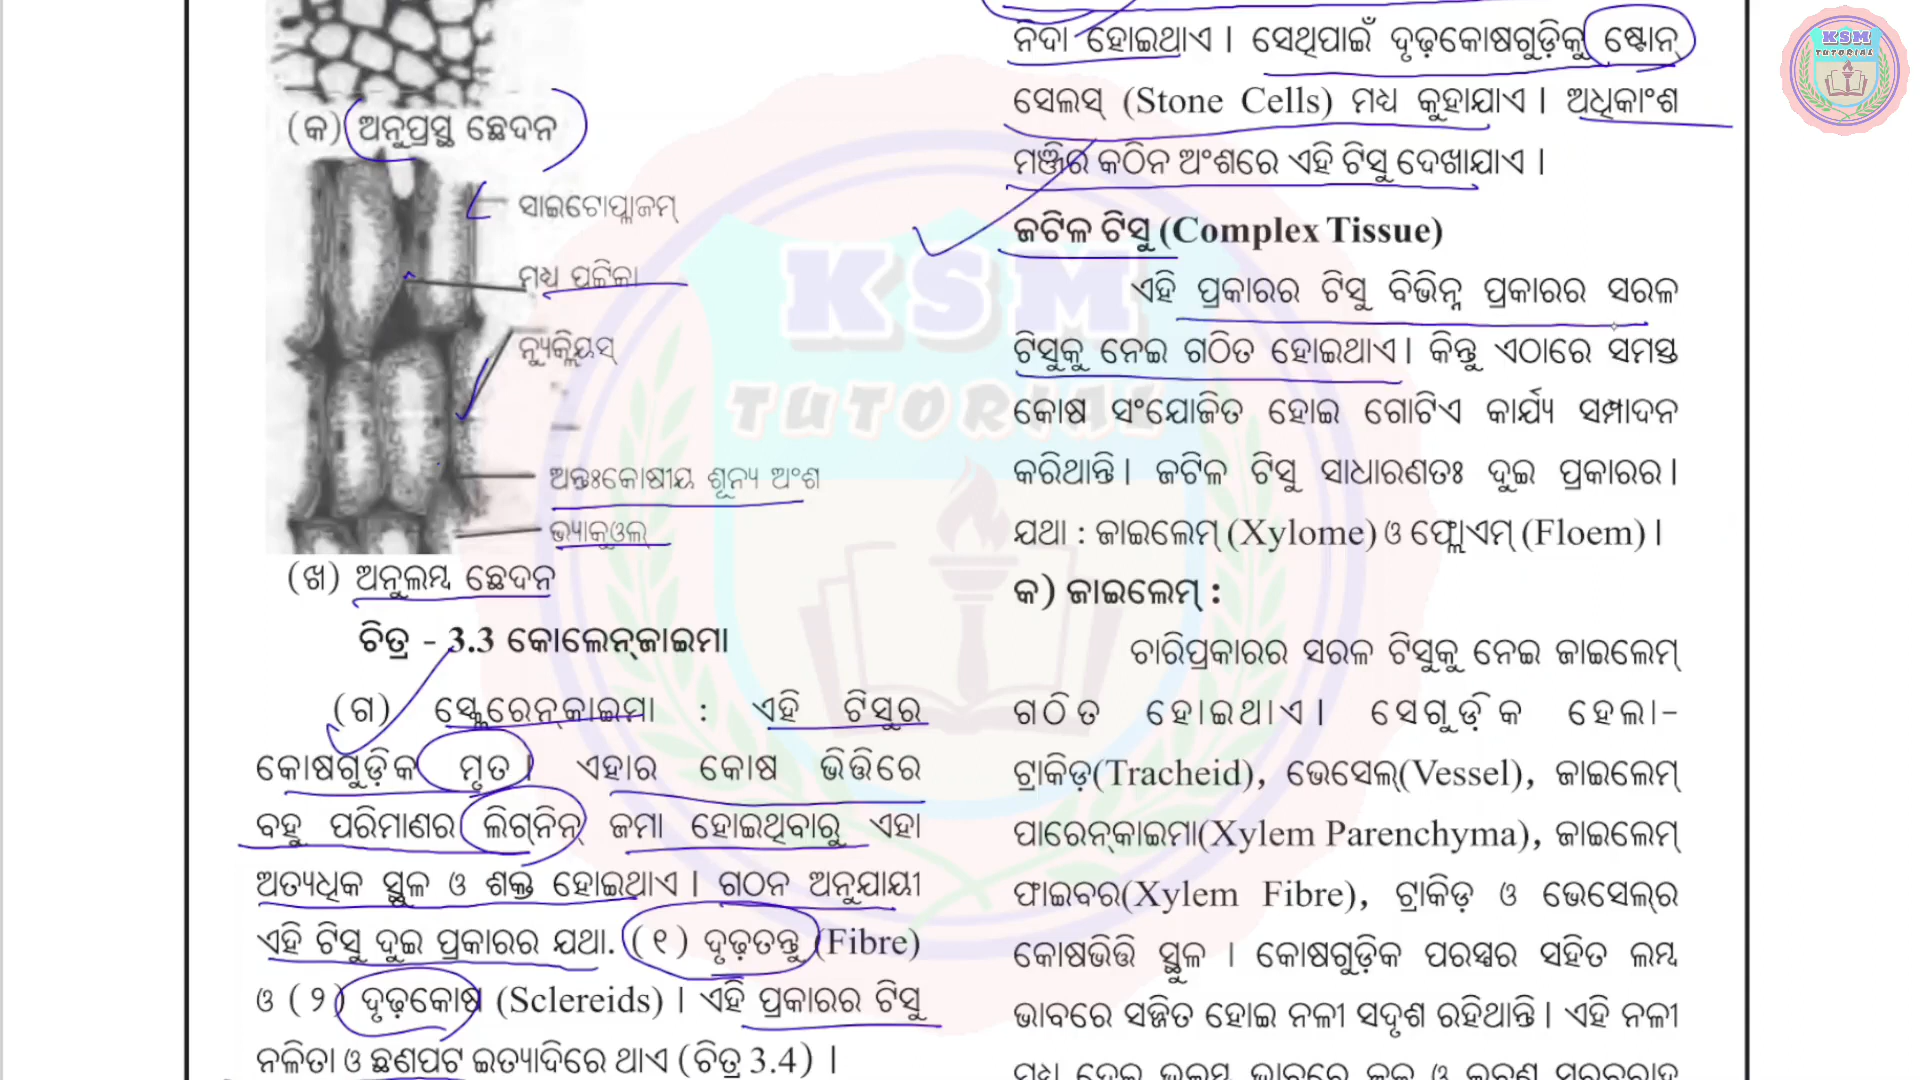 (କ) ଅନୁପ୍ରସ୍ଥ ଛେଦନ
ସାଇଟୋପ୍ଲାଜମ୍
ମଧ୍ୟ ପଟ୍ଟିକା
ନ୍ୟୁକ୍ଲିୟସ୍
ଅନ୍ତଃକୋଷୀୟ ଶୂନ୍ୟ ଅଂଶ
ଭ୍ୟାକୁଓଲ୍
(ଖ) ଅନୁଲମ୍ବ ଛେଦନ
ଚିତ୍ର - 3.3 କୋଲେନ୍‌କାଇମା
(ଗ) ସ୍କ୍ଲେରେନ୍‌କାଇମା : ଏହି ଟିସୁର
କୋଷଗୁଡ଼ିକ ମୃତ। ଏହାର କୋଷ ଭିତ୍ତିରେ
ବହୁ ପରିମାଣର ଲିଗ୍‌ନିନ୍ ଜମା ହୋଇଥିବାରୁ ଏହା
ଅତ୍ୟଧିକ ସ୍ଥୁଳ ଓ ଶକ୍ତ ହୋଇଥାଏ। ଗଠନ ଅନୁଯାୟୀ
ଏହି ଟିସୁ ଦୁଇ ପ୍ରକାରର ଯଥା. (୧) ଦୃଢ଼ତନ୍ତୁ (Fibre)
ଓ (୨) ଦୃଢ଼କୋଷ (Sclereids)। ଏହି ପ୍ରକାରର ଟିସୁ
ନଳିତା ଓ ଛଣପଟ ଇତ୍ୟାଦିରେ ଥାଏ (ଚିତ୍ର 3.4)।
ନିଦା ହୋଇଥାଏ। ସେଥିପାଇଁ ଦୃଢ଼କୋଷଗୁଡ଼ିକୁ ଷ୍ଟୋନ୍
ସେଲସ୍ (Stone Cells) ମଧ୍ୟ କୁହାଯାଏ। ଅଧିକାଂଶ
ମଞ୍ଜିର କଠିନ ଅଂଶରେ ଏହି ଟିସୁ ଦେଖାଯାଏ।
ଜଟିଳ ଟିସୁ (Complex Tissue)
ଏହି ପ୍ରକାରର ଟିସୁ ବିଭିନ୍ନ ପ୍ରକାରର ସରଳ
ଟିସୁକୁ ନେଇ ଗଠିତ ହୋଇଥାଏ। କିନ୍ତୁ ଏଠାରେ ସମସ୍ତ
କୋଷ ସଂଯୋଜିତ ହୋଇ ଗୋଟିଏ କାର୍ଯ୍ୟ ସମ୍ପାଦନ
କରିଥାନ୍ତି। ଜଟିଳ ଟିସୁ ସାଧାରଣତଃ ଦୁଇ ପ୍ରକାରର।
ଯଥା : ଜାଇଲେମ୍ (Xylome) ଓ ଫ୍ଲୋଏମ୍ (Floem)।
କ) ଜାଇଲେମ୍ :
ଚାରିପ୍ରକାରର ସରଳ ଟିସୁକୁ ନେଇ ଜାଇଲେମ୍
ଗଠିତ ହୋଇଥାଏ। ସେଗୁଡ଼ିକ ହେଲା-
ଟ୍ରାକିଡ଼(Tracheid), ଭେସେଲ୍(Vessel), ଜାଇଲେମ୍
ପାରେନ୍‌କାଇମା(Xylem Parenchyma), ଜାଇଲେମ୍
ଫାଇବର(Xylem Fibre), ଟ୍ରାକିଡ଼ ଓ ଭେସେଲ୍‌ର
କୋଷଭିତ୍ତି ସ୍ଥୁଳ। କୋଷଗୁଡ଼ିକ ପରସ୍ପର ସହିତ ଲମ୍ବ
ଭାବରେ ସଜ୍ଜିତ ହୋଇ ନଳୀ ସଦୃଶ ରହିଥାନ୍ତି। ଏହି ନଳୀ
KSM
TUTORIAL
KSM
TUTORIAL